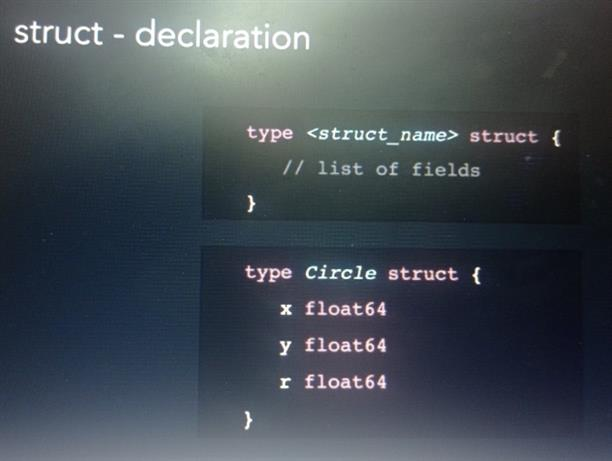 struct - declaration
type <struct_name> struct {
// list of fields
}
type Circle struct {
x float64
y float64
r float64
}